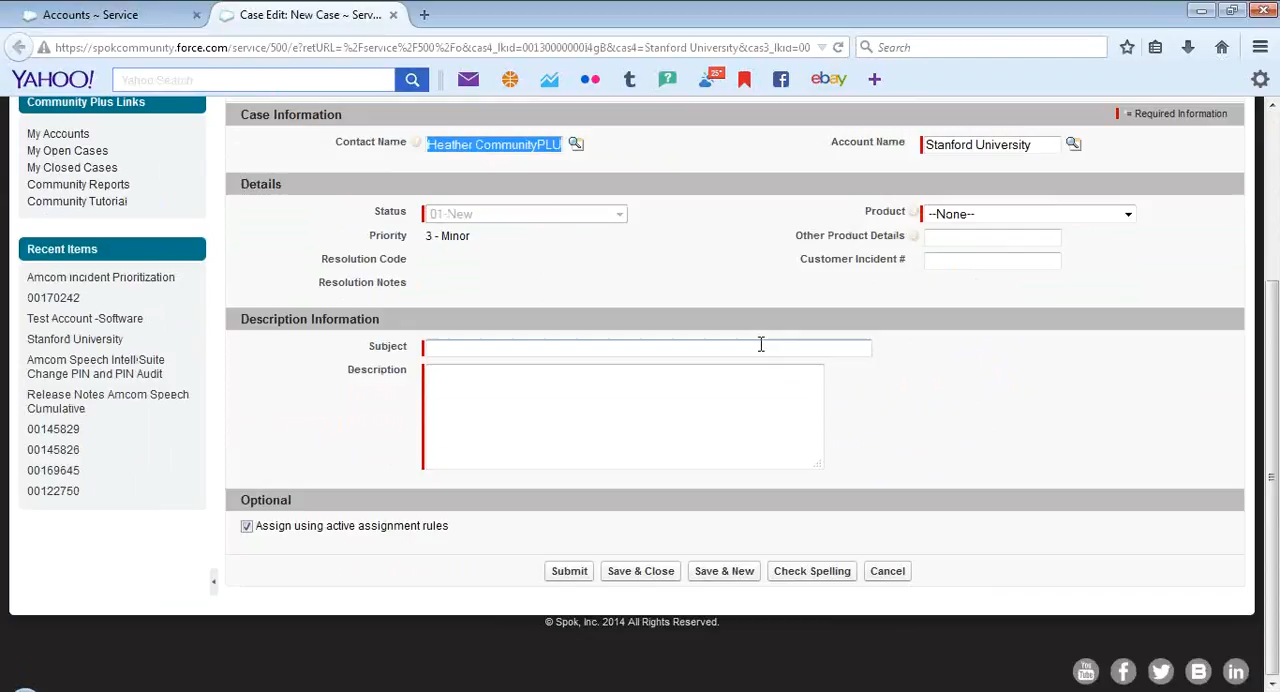 Accounts ~ Service
Case Edit: New Case ~ Serv...
https://spokcommunity.force.com/service/500/e?retURL=%2Fservice%2F500%2Fo&cas4_lkid=00130000000I4gB&cas4=Stanford University&cas3_lkid=00
Search
YAHOO!
Yahoo Search
25+
ebay
Community Plus Links
My Accounts
My Open Cases
My Closed Cases
Community Reports
Community Tutorial
Recent Items
Amcom Incident Prioritization
00170242
Test Account -Software
Stanford University
Amcom Speech IntelliSuite
Change PIN and PIN Audit
Release Notes Amcom Speech
Cumulative
00145829
00145826
00169645
00122750
Case Information
= Required Information
Contact Name
Heather CommunityPLU
Account Name
Stanford University
Details
Status
01-New
Product
--None--
Priority
3 - Minor
Other Product Details
Resolution Code
Customer Incident #
Resolution Notes
Description Information
Subject
Description
Optional
Assign using active assignment rules
Submit
Save & Close
Save & New
Check Spelling
Cancel
© Spok, Inc. 2014 All Rights Reserved.
You
Tube